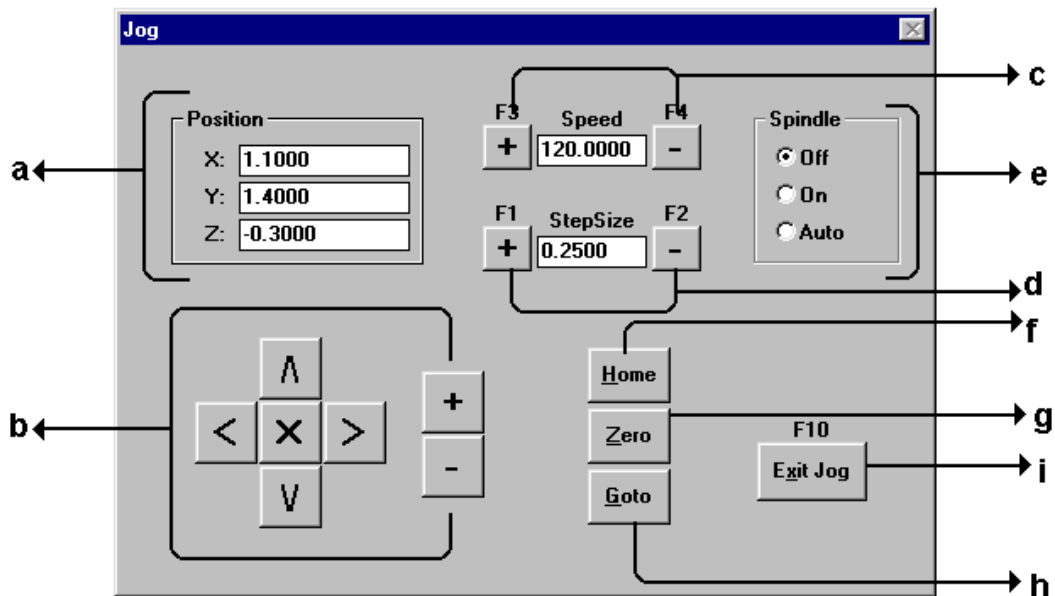 Jog
c
F3
Speed
F4
+
120.0000
-
Position
X: 1.1000
Y: 1.4000
Z: -0.3000
a
Spindle
Off
On
Auto
e
F1
StepSize
F2
+
0.2500
-
d
f
b
Λ
< X >
V
+
-
Home
Zero
Goto
g
F10
Exit Jog
i
h